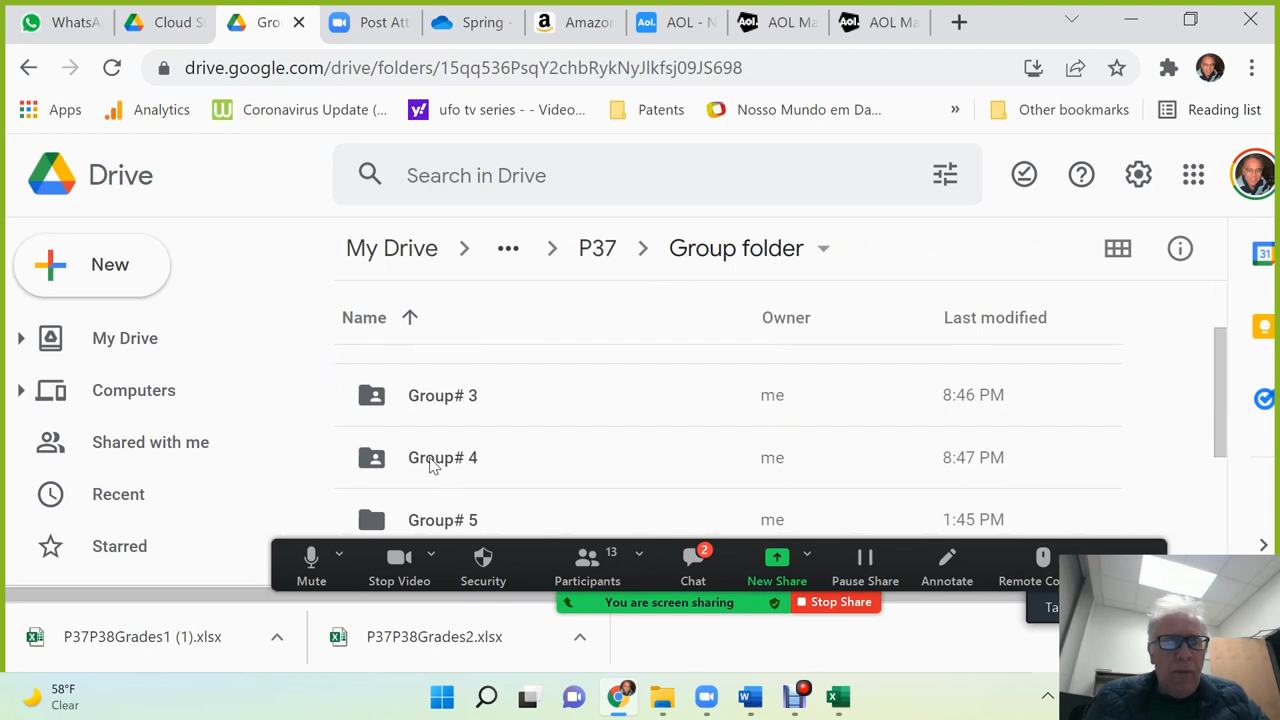 WhatsA
Cloud S
Gro
Post Att
Spring -
Amazor
AOL - N
AOL Ma
AOL Ma
drive.google.com/drive/folders/15qq536PsqY2chbRykNyJlkfsj09JS698
Apps
Analytics
Coronavirus Update (...
ufo tv series - - Video...
Patents
Nosso Mundo em Da...
»
Other bookmarks
Reading list
Drive
Search in Drive
New
My Drive > ... > P37 > Group folder
31
Name
Owner
Last modified
My Drive
Computers
Shared with me
Recent
Starred
Group# 3 me 8:46 PM
Group# 4 me 8:47 PM
Group# 5 me 1:45 PM
13
2
Mute
Stop Video
Security
Participants
Chat
New Share
Pause Share
Annotate
Remote Co
You are screen sharing
Stop Share
Ta
P37P38Grades1 (1).xlsx
P37P38Grades2.xlsx
58°F
Clear